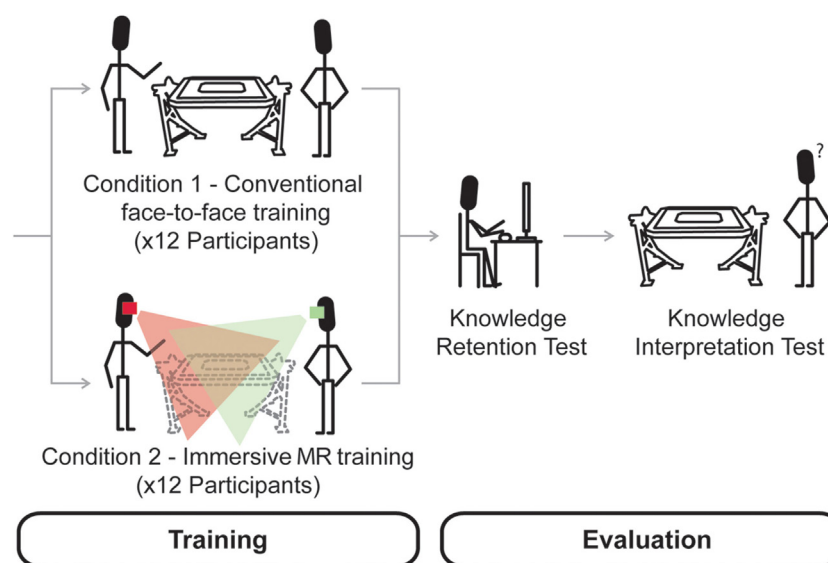 Condition 1 - Conventional
face-to-face training
(x12 Participants)
?
Knowledge
Retention Test
Knowledge
Interpretation Test
Condition 2 - Immersive MR training
(x12 Participants)
Training
Evaluation